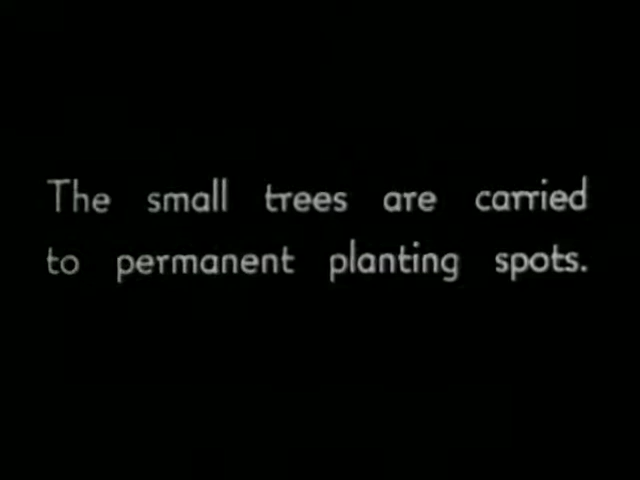 The small trees are carried
to permanent planting spots.